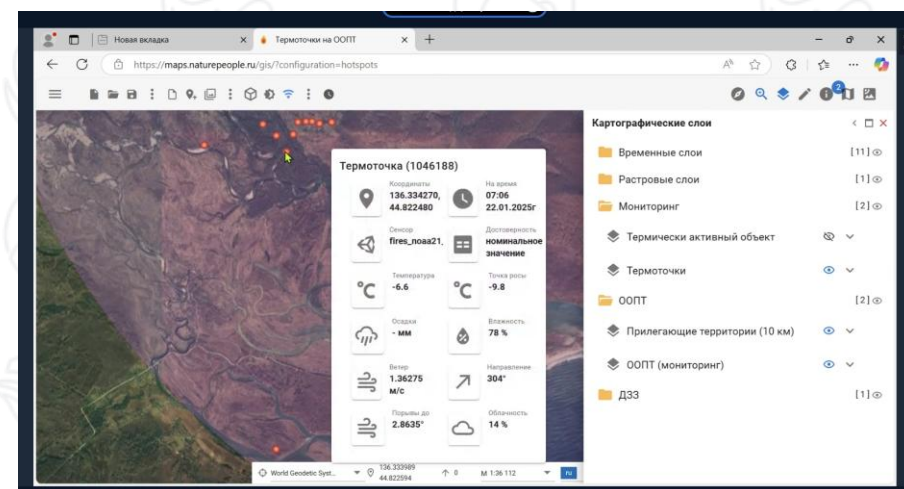 Новая вкладка
Термоточки на ООПТ
https://maps.naturepeople.ru/gis/?configuration=hotspots
2
Картографические слои
Временные слои [11]
Растровые слои [1]
Мониторинг [2]
Термически активный объект
Термоточки
ООПТ [2]
Прилегающие территории (10 км)
ООПТ (мониторинг)
ДЗЗ [1]
Термоточка (1046188)
Координаты
136.334270,
44.822480
На время
07:06
22.01.2025г
Сенсор
fires_noaa21,
Достоверность
номинальное
значение
°C
Температура
-6.6
°C
Точка росы
-9.8
Осадки
- мм
Влажность
78 %
Ветер
1.36275
м/с
Направление
304°
Порывы до
2.8635°
Облачность
14 %
World Geodetic Syst...
136.333989
44.822594
0
М 1:36 112
ru